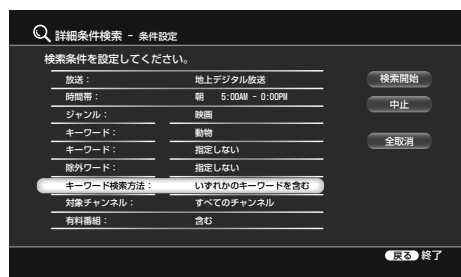 詳細条件検索 - 条件設定
検索条件を設定してください。
放送： 地上デジタル放送
時間帯： 朝 5:00AM - 0:00PM
ジャンル： 映画
キーワード： 動物
キーワード： 指定しない
除外ワード： 指定しない
キーワード検索方法： いずれかのキーワードを含む
対象チャンネル： すべてのチャンネル
有料番組： 含む
検索開始
中止
全取消
戻る 終了